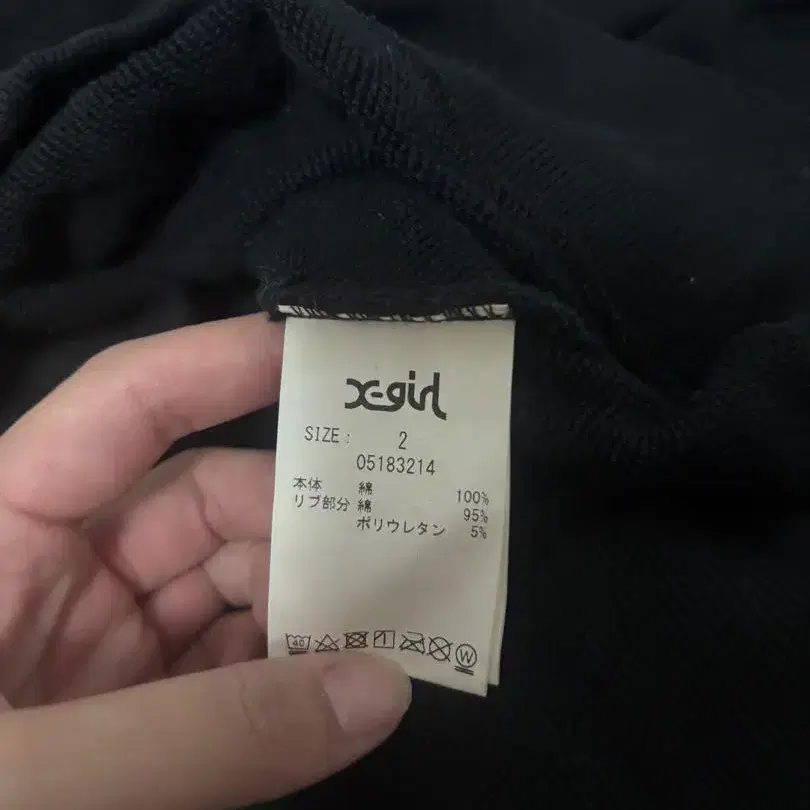 X-girl
SIZE: 2
05183214
本体 綿 100%
リブ部分 綿 95%
ポリウレタン 5%
40 W